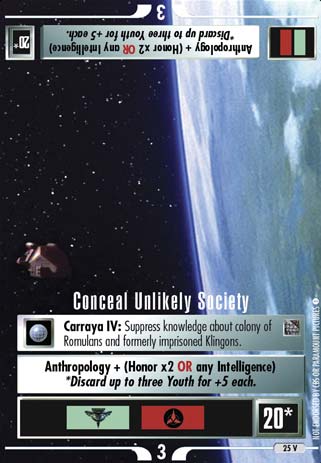 3
Anthropology + (Honor x2 OR any Intelligence)
*Discard up to three Youth for +5 each.
20*
Conceal Unlikely Society
Carraya IV: Suppress knowledge about colony of
Romulans and formerly imprisoned Klingons.
Anthropology + (Honor x2 OR any Intelligence)
*Discard up to three Youth for +5 each.
20*
3
25 V
NOT ENDORSED BY CBS OR PARAMOUNT PICTURES